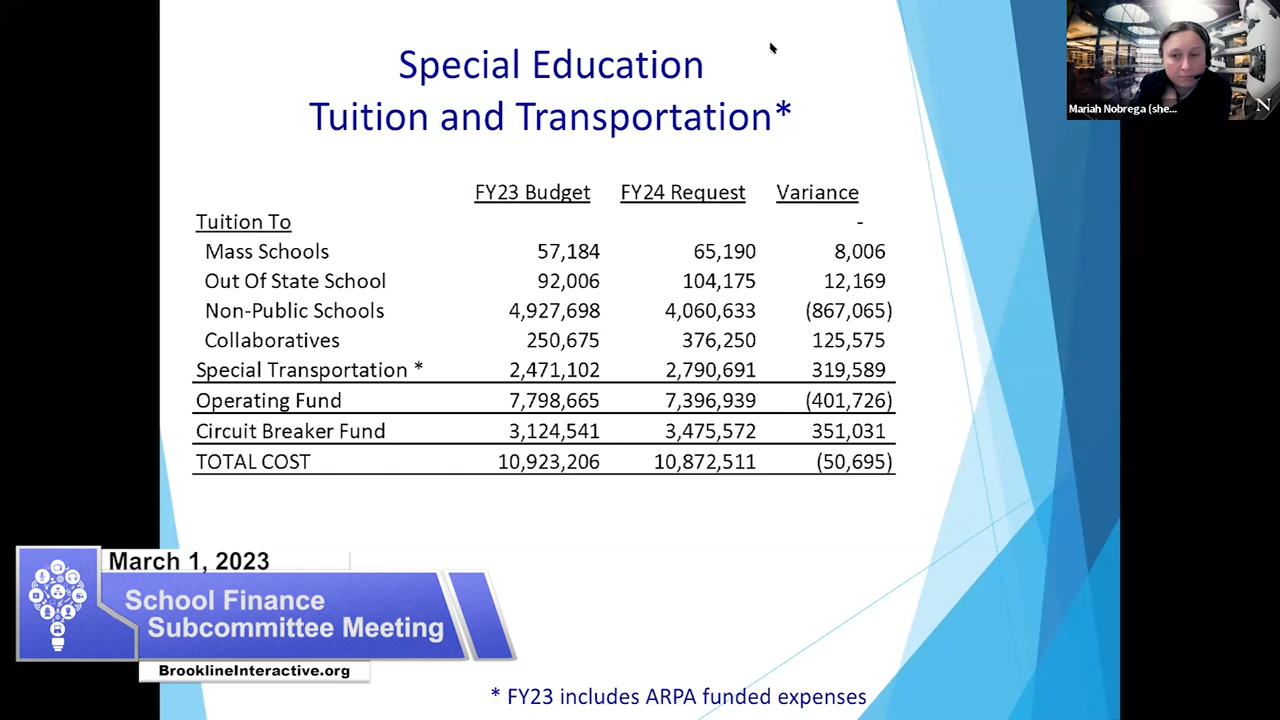 Special Education
Tuition and Transportation*
FY23 Budget FY24 Request Variance
Tuition To -
Mass Schools 57,184 65,190 8,006
Out Of State School 92,006 104,175 12,169
Non-Public Schools 4,927,698 4,060,633 (867,065)
Collaboratives 250,675 376,250 125,575
Special Transportation * 2,471,102 2,790,691 319,589
Operating Fund 7,798,665 7,396,939 (401,726)
Circuit Breaker Fund 3,124,541 3,475,572 351,031
TOTAL COST 10,923,206 10,872,511 (50,695)
* FY23 includes ARPA funded expenses
Mariah Nobrega (she...
N
March 1, 2023
School Finance
Subcommittee Meeting
BrooklineInteractive.org